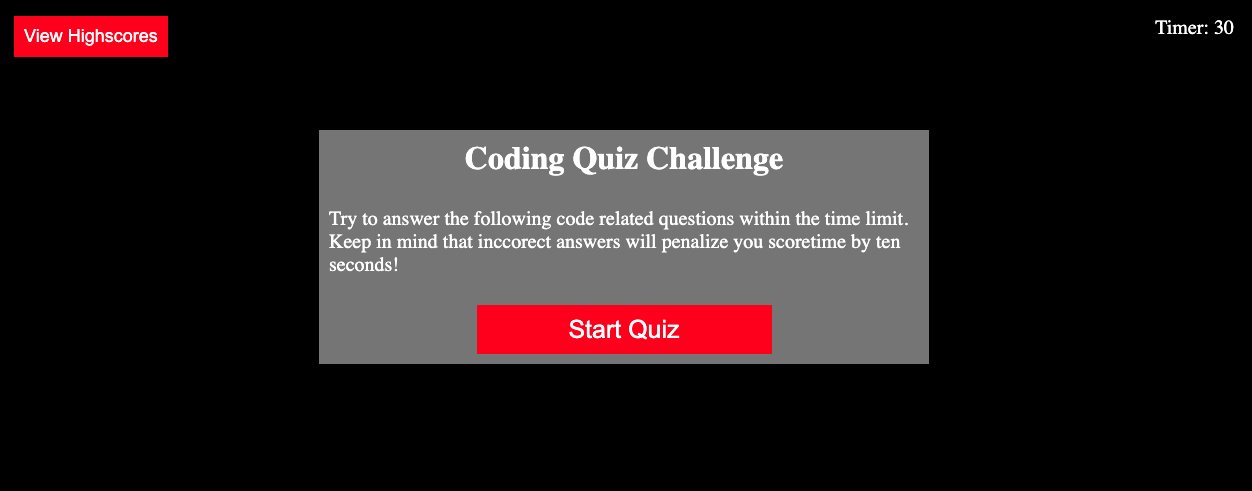 View Highscores
Timer: 30
Coding Quiz Challenge
Try to answer the following code related questions within the time limit.
Keep in mind that inccorect answers will penalize you scoretime by ten
seconds!
Start Quiz